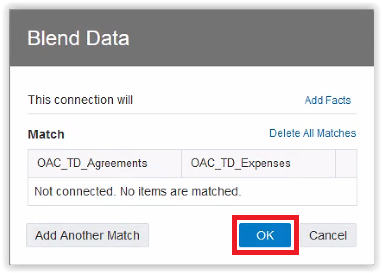 Blend Data
This connection will Add Facts
Match Delete All Matches
OAC_TD_Agreements OAC_TD_Expenses
Not connected. No items are matched.
Add Another Match OK Cancel